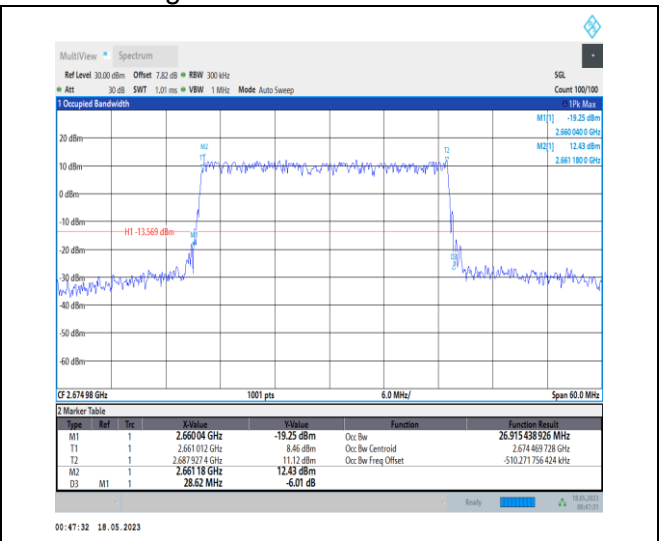 MultiView Spectrum
Ref Level 30.00 dBm Offset 7.82 dB RBW 300 kHz SGL
Att 30 dB SWT 1.01 ms VBW 1 MHz Mode Auto Sweep Count 100/100
1 Occupied Bandwidth 1Pk Max
M1[1] -19.25 dBm
2.660 040 0 GHz
M2[1] 12.43 dBm
2.661 180 0 GHz
20 dBm
M2
T2
T1
10 dBm
0 dBm
-10 dBm
H1 -13.569 dBm
M1
-20 dBm
D3
-30 dBm
-40 dBm
-50 dBm
-60 dBm
CF 2.674 98 GHz 1001 pts 6.0 MHz/ Span 60.0 MHz
2 Marker Table
Type Ref Trc X-Value Y-Value Function Function Result
M1 1 2.660 04 GHz -19.25 dBm Occ Bw 26.915 438 926 MHz
T1 1 2.661 012 GHz 8.46 dBm Occ Bw Centroid 2.674 469 728 GHz
T2 1 2.687 927 4 GHz 11.12 dBm Occ Bw Freq Offset -510.271 756 424 kHz
M2 1 2.661 18 GHz 12.43 dBm
D3 M1 1 28.62 MHz -6.01 dB
Ready 18.05.2023
00:47:31
00:47:32 18.05.2023